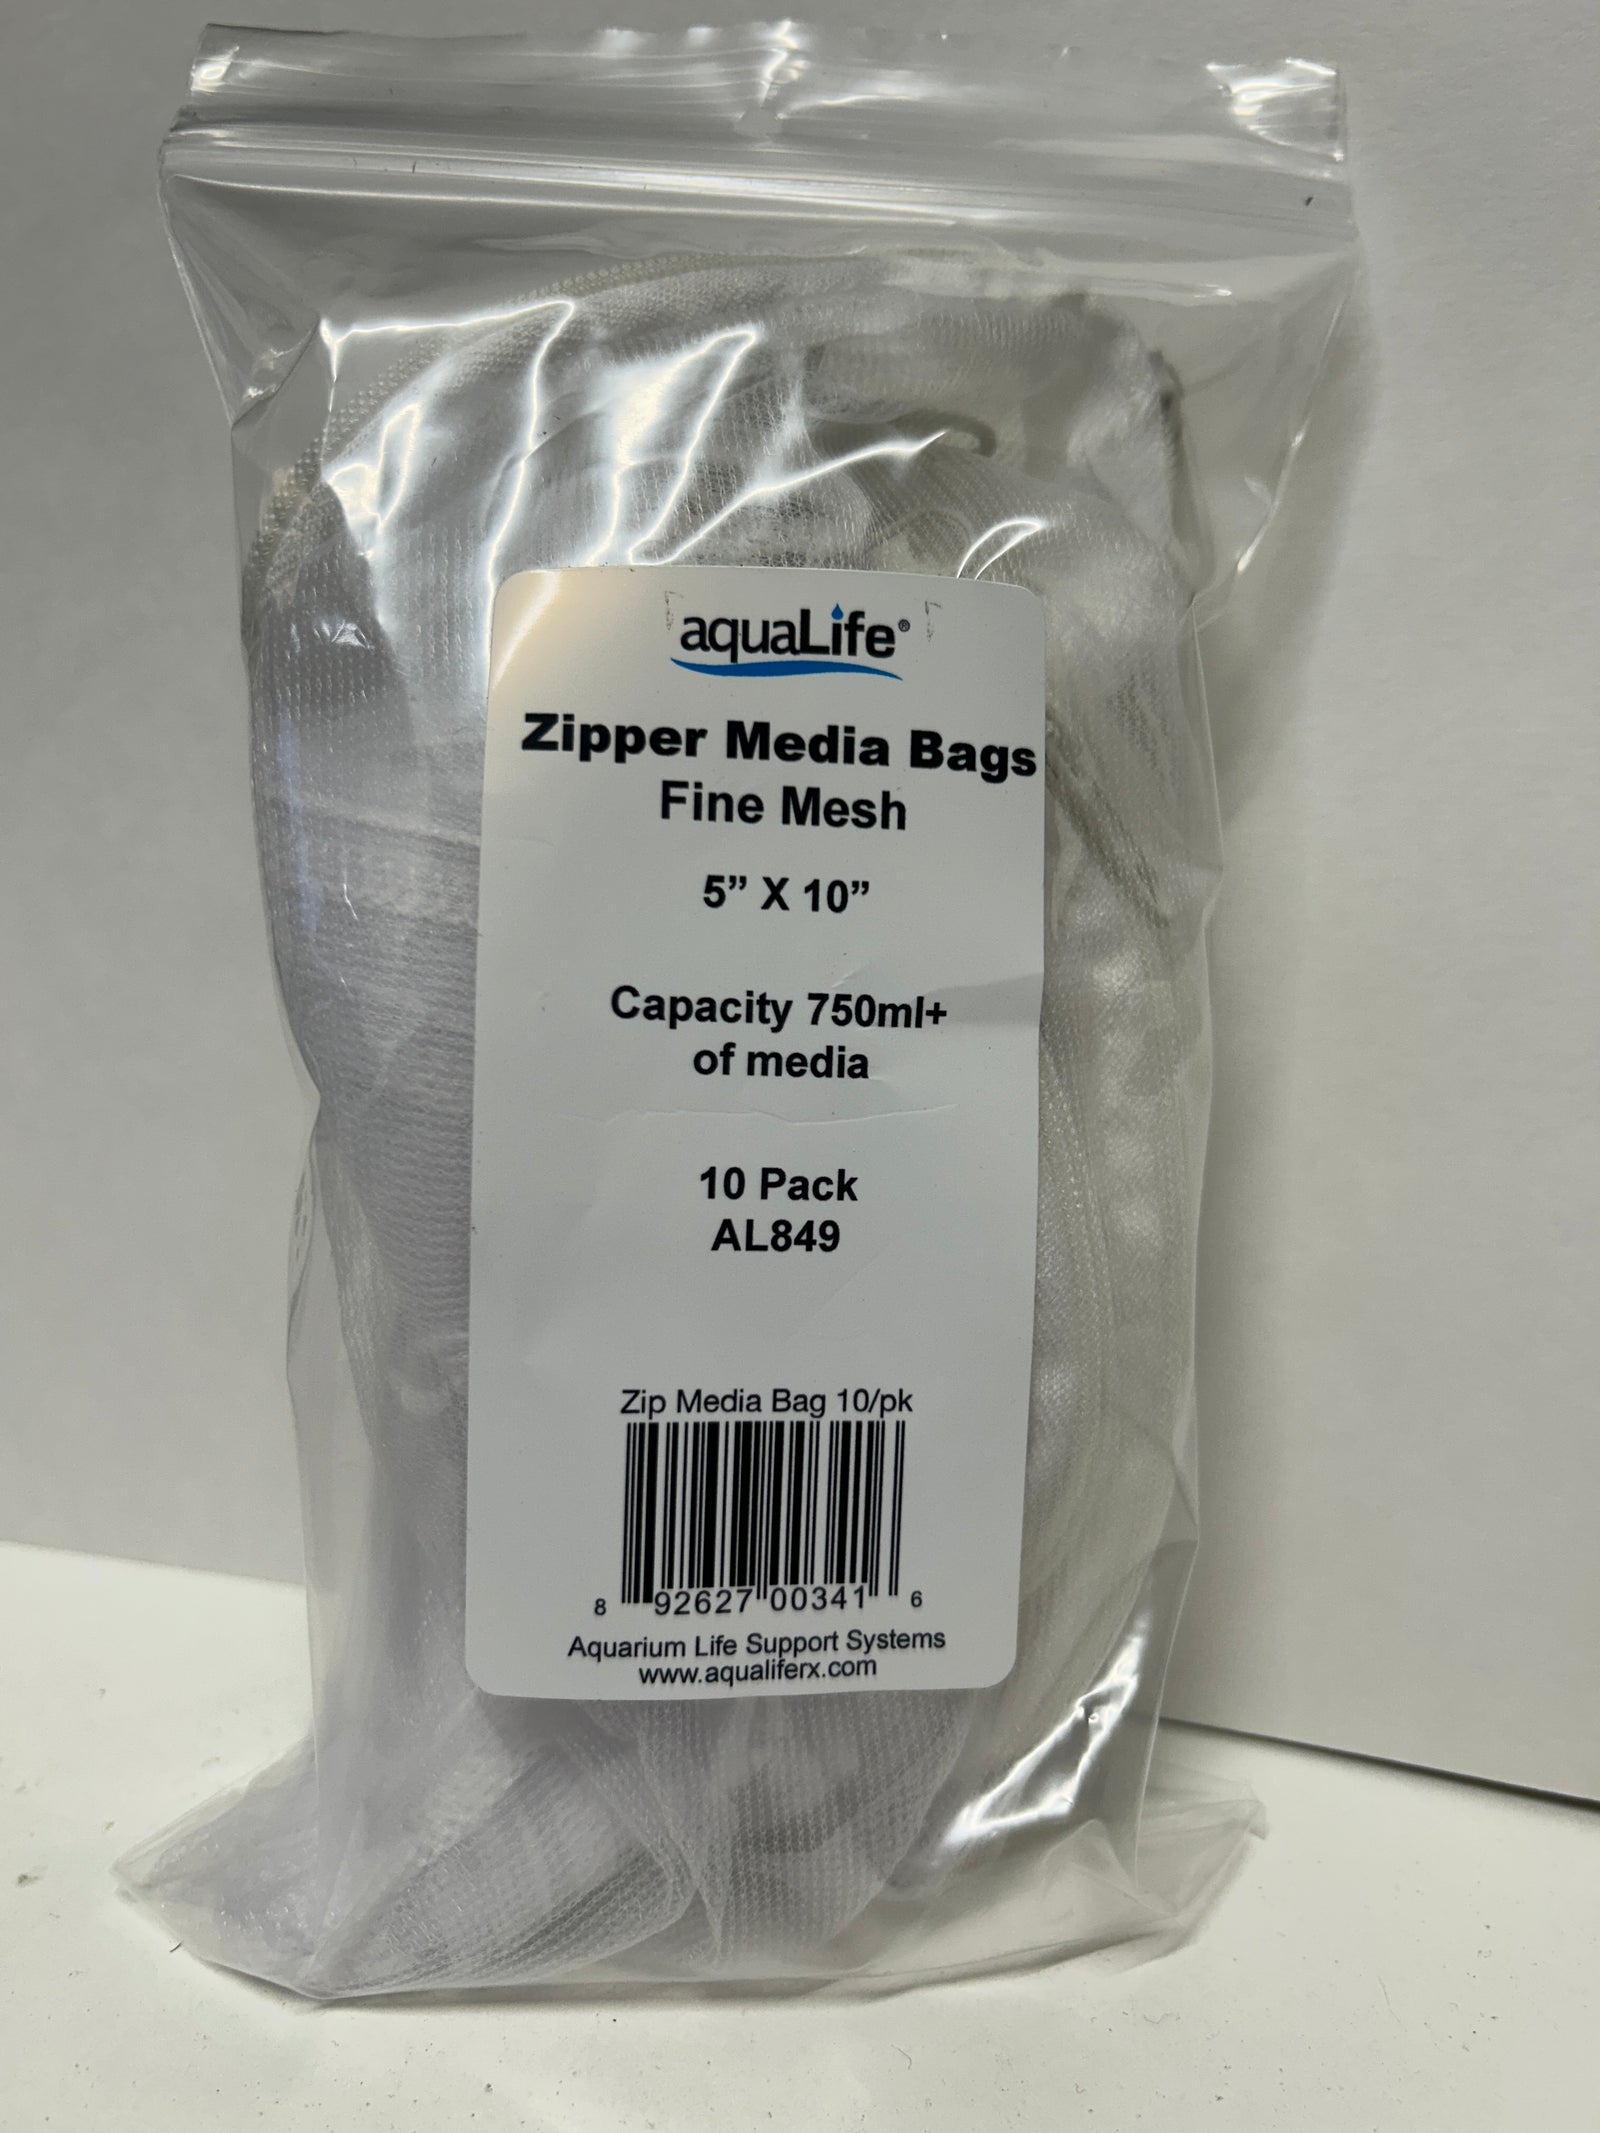 aquaLife®
Zipper Media Bags
Fine Mesh
5” X 10”
Capacity 750ml+
of media
10 Pack
AL849
Zip Media Bag 10/pk
8 92627 00341 6
Aquarium Life Support Systems
www.aqualiferx.com